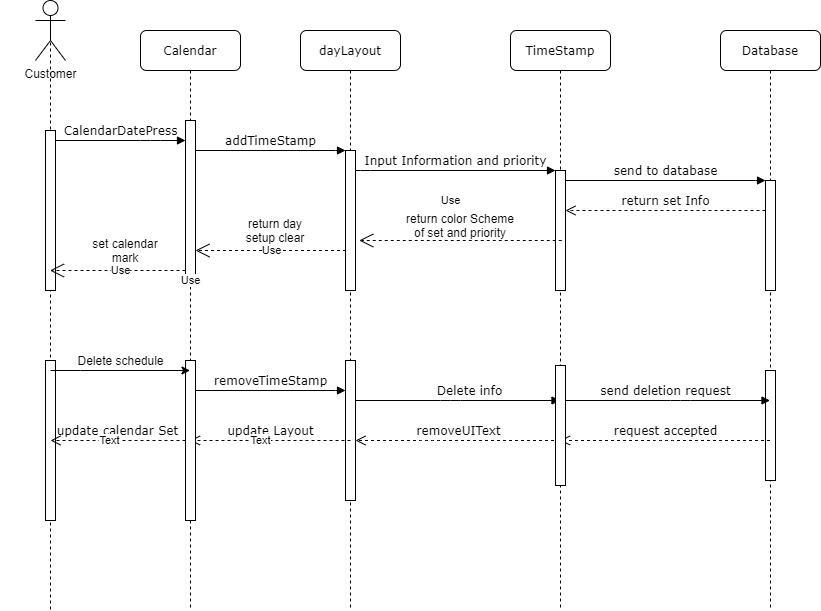 Customer
Calendar
dayLayout
TimeStamp
Database
CalendarDatePress
addTimeStamp
Input Information and priority
send to database
return set Info
Use
return color Scheme
of set and priority
return day
setup clear
Use
set calendar
mark
Use
Use
Delete schedule
removeTimeStamp
Delete info
send deletion request
update calendar Set
Text
update Layout
Text
removeUIText
request accepted